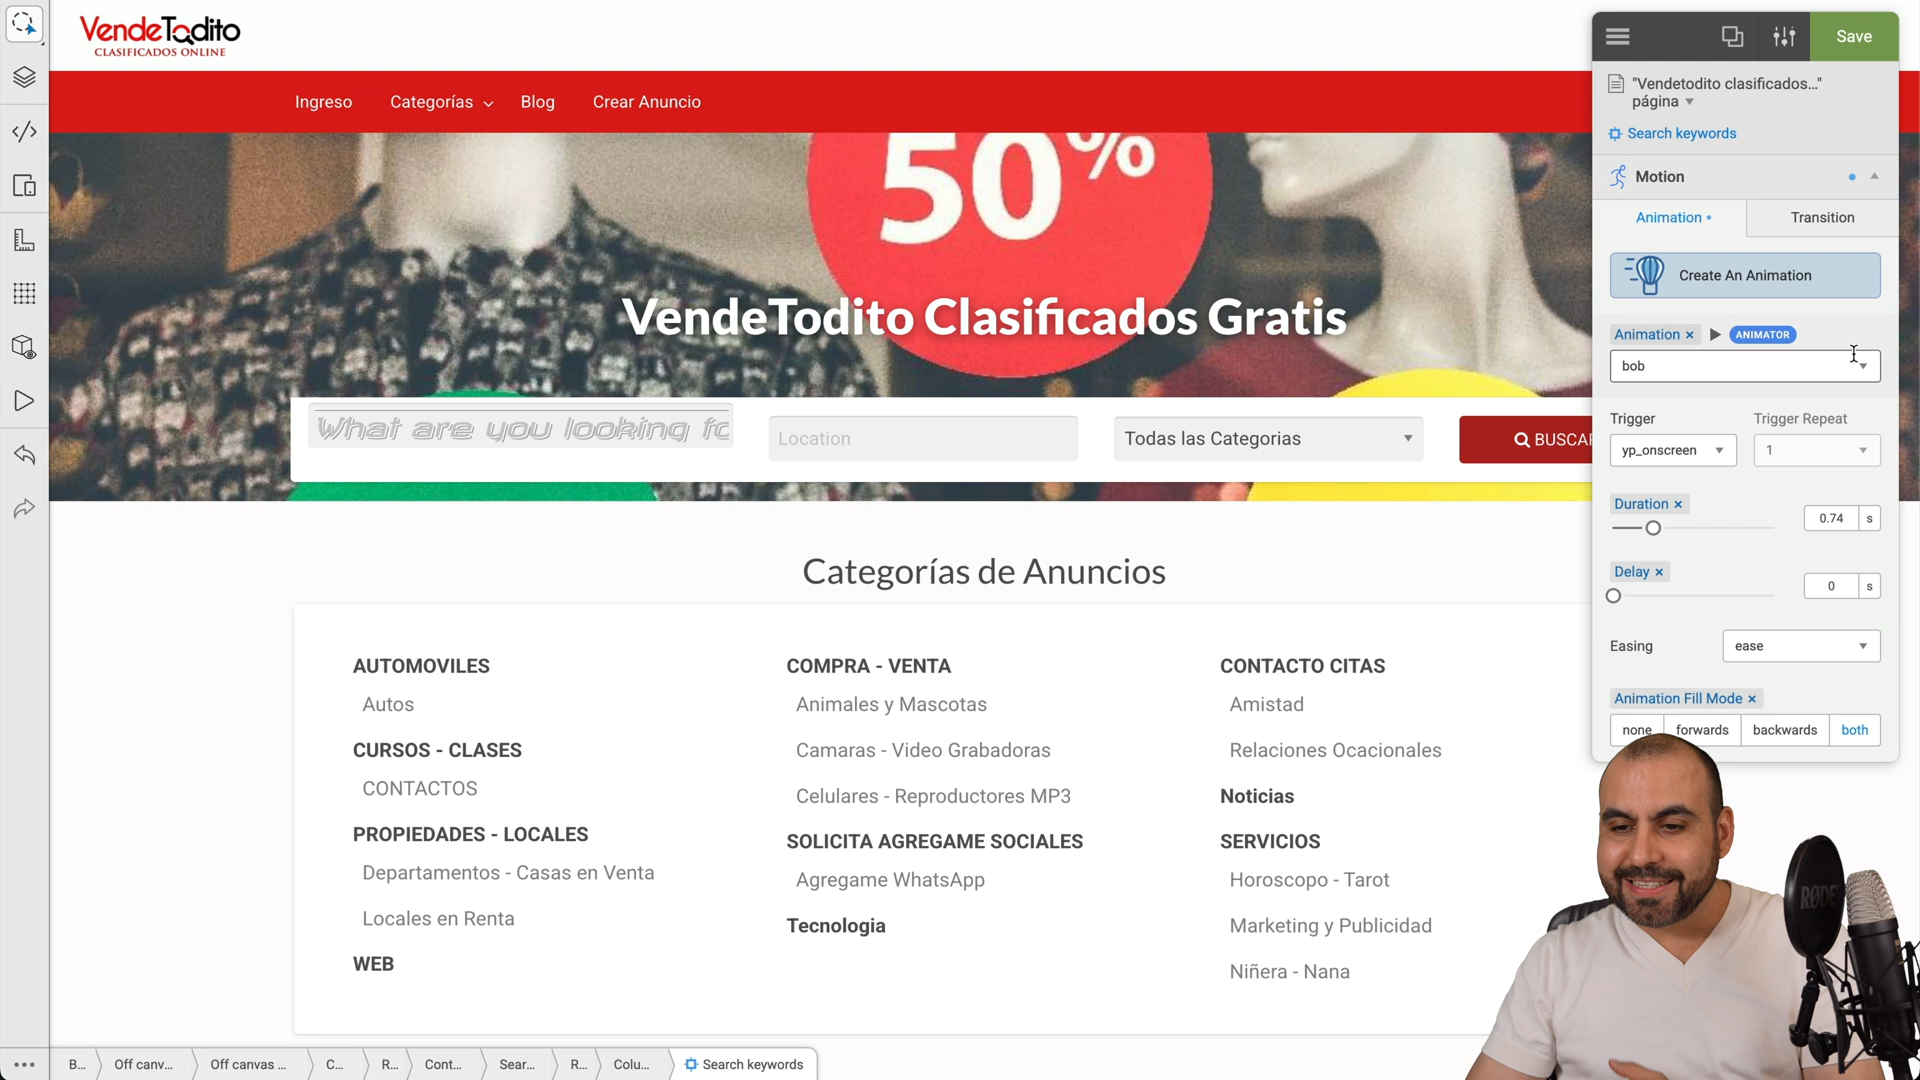 VendeTodito
CLASIFICADOS ONLINE
Ingreso
Categorías
Blog
Crear Anuncio
50%
VendeTodito Clasificados Gratis
What are you looking fo
Location
Todas las Categorias
BUSCAR
Categorías de Anuncios
AUTOMOVILES
Autos
CURSOS - CLASES
CONTACTOS
PROPIEDADES - LOCALES
Departamentos - Casas en Venta
Locales en Renta
WEB
COMPRA - VENTA
Animales y Mascotas
Camaras - Video Grabadoras
Celulares - Reproductores MP3
SOLICITA AGREGAME SOCIALES
Agregame WhatsApp
Tecnologia
CONTACTO CITAS
Amistad
Relaciones Ocacionales
Noticias
SERVICIOS
Horoscopo - Tarot
Marketing y Publicidad
Niñera - Nana
Save
"Vendetodito clasificados..."
página
Search keywords
Motion
Animation
Transition
Create An Animation
Animation × ANIMATOR
bob
Trigger
Trigger Repeat
yp_onscreen
1
Duration ×
0.74 s
Delay ×
0 s
Easing
ease
Animation Fill Mode ×
none forwards backwards both
RØDE
B... Off canv... Off canvas ... C... R... Cont... Sear... R... Colu... Search keywords